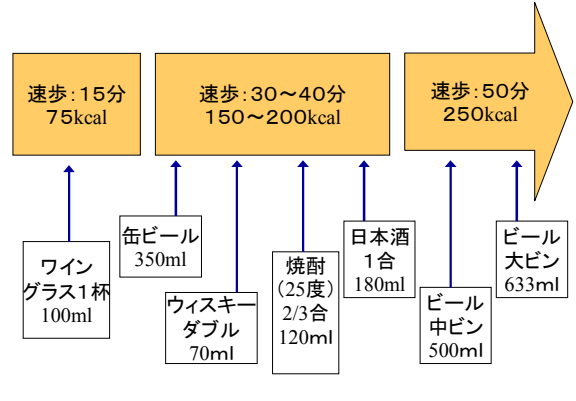 速歩：１５分
７５kcal
速歩：３０～４０分
１５０～２００kcal
速歩：５０分
２５０kcal
ワイン
グラス１杯
100ml
缶ビール
350ml
ウィスキー
ダブル
70ｍｌ
焼酎
（25度）
2/3合
120ｍｌ
日本酒
１合
180ml
ビール
中ビン
500ml
ビール
大ビン
633ｍｌ